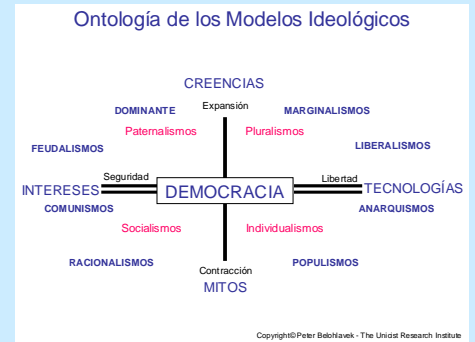 Ontología de los Modelos Ideológicos
CREENCIAS
Expansión
DOMINANTE
MARGINALISMOS
Paternalismos
Pluralismos
FEUDALISMOS
LIBERALISMOS
Seguridad
Libertad
INTERESES
DEMOCRACIA
TECNOLOGÍAS
COMUNISMOS
ANARQUISMOS
Socialismos
Individualismos
RACIONALISMOS
POPULISMOS
Contracción
MITOS
Copyright© Peter Belohlavek - The Unicist Research Institute